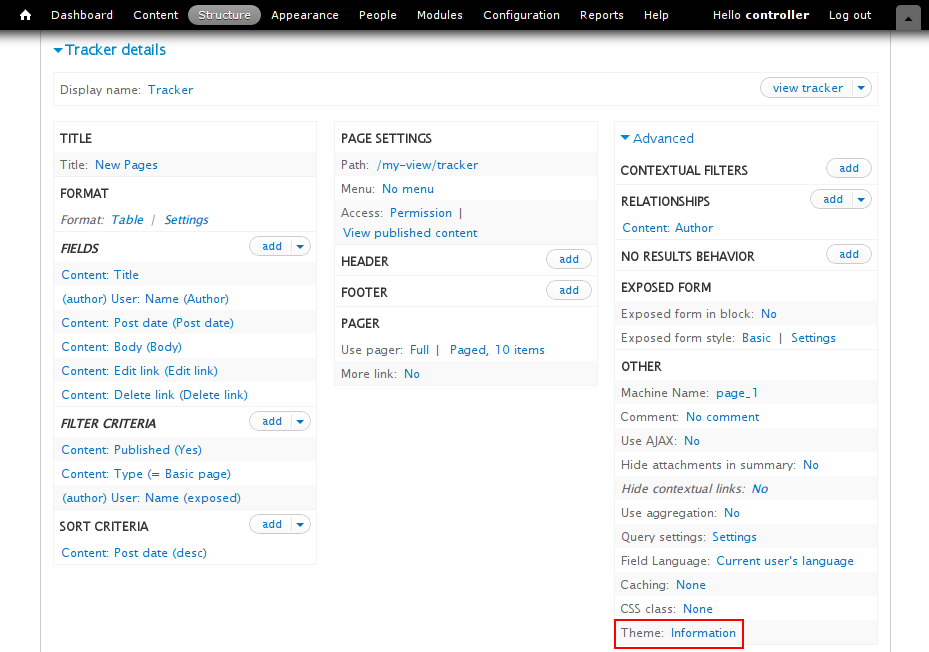 Dashboard Content Structure Appearance People Modules Configuration Reports Help Hello controller Log out
Tracker details
Display name: Tracker
view tracker
TITLE
Title: New Pages
FORMAT
Format: Table | Settings
FIELDS add
Content: Title
(author) User: Name (Author)
Content: Post date (Post date)
Content: Body (Body)
Content: Edit link (Edit link)
Content: Delete link (Delete link)
FILTER CRITERIA add
Content: Published (Yes)
Content: Type (= Basic page)
(author) User: Name (exposed)
SORT CRITERIA add
Content: Post date (desc)
PAGE SETTINGS
Path: /my-view/tracker
Menu: No menu
Access: Permission |
View published content
HEADER add
FOOTER add
PAGER
Use pager: Full | Paged, 10 items
More link: No
Advanced
CONTEXTUAL FILTERS add
RELATIONSHIPS add
Content: Author
NO RESULTS BEHAVIOR add
EXPOSED FORM
Exposed form in block: No
Exposed form style: Basic | Settings
OTHER
Machine Name: page_1
Comment: No comment
Use AJAX: No
Hide attachments in summary: No
Hide contextual links: No
Use aggregation: No
Query settings: Settings
Field Language: Current user's language
Caching: None
CSS class: None
Theme: Information